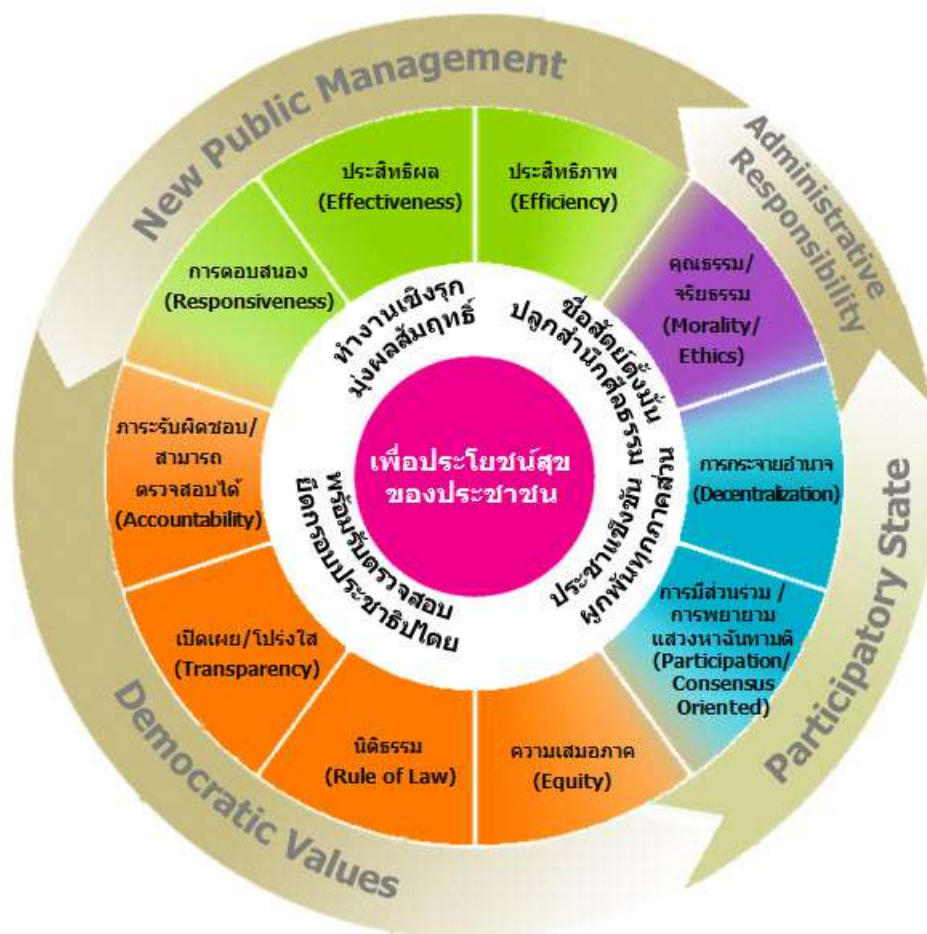 New Public Management
Administrative
Responsibility
Participatory State
Democratic Values
ประสิทธิผล
(Effectiveness)
ประสิทธิภาพ
(Efficiency)
คุณธรรม/
จริยธรรม
(Morality/
Ethics)
การกระจายอำนาจ
(Decentralization)
การมีส่วนร่วม /
การพยายาม
แสวงหาฉันทามติ
(Participation/
Consensus
Oriented)
ความเสมอภาค
(Equity)
นิติธรรม
(Rule of Law)
เปิดเผย/โปร่งใส
(Transparency)
ภาระรับผิดชอบ/
สามารถ
ตรวจสอบได้
(Accountability)
การตอบสนอง
(Responsiveness)
ทำงานเชิงรุก
มุ่งผลสัมฤทธิ์
ซื่อสัตย์ตั้งมั่น
ปลูกสำนึกศีลธรรม
ประชาแข็งขัน
ผูกพันทุกภาคส่วน
พร้อมรับตรวจสอบ
ยึดกรอบประชาธิปไตย
เพื่อประโยชน์สุข
ของประชาชน